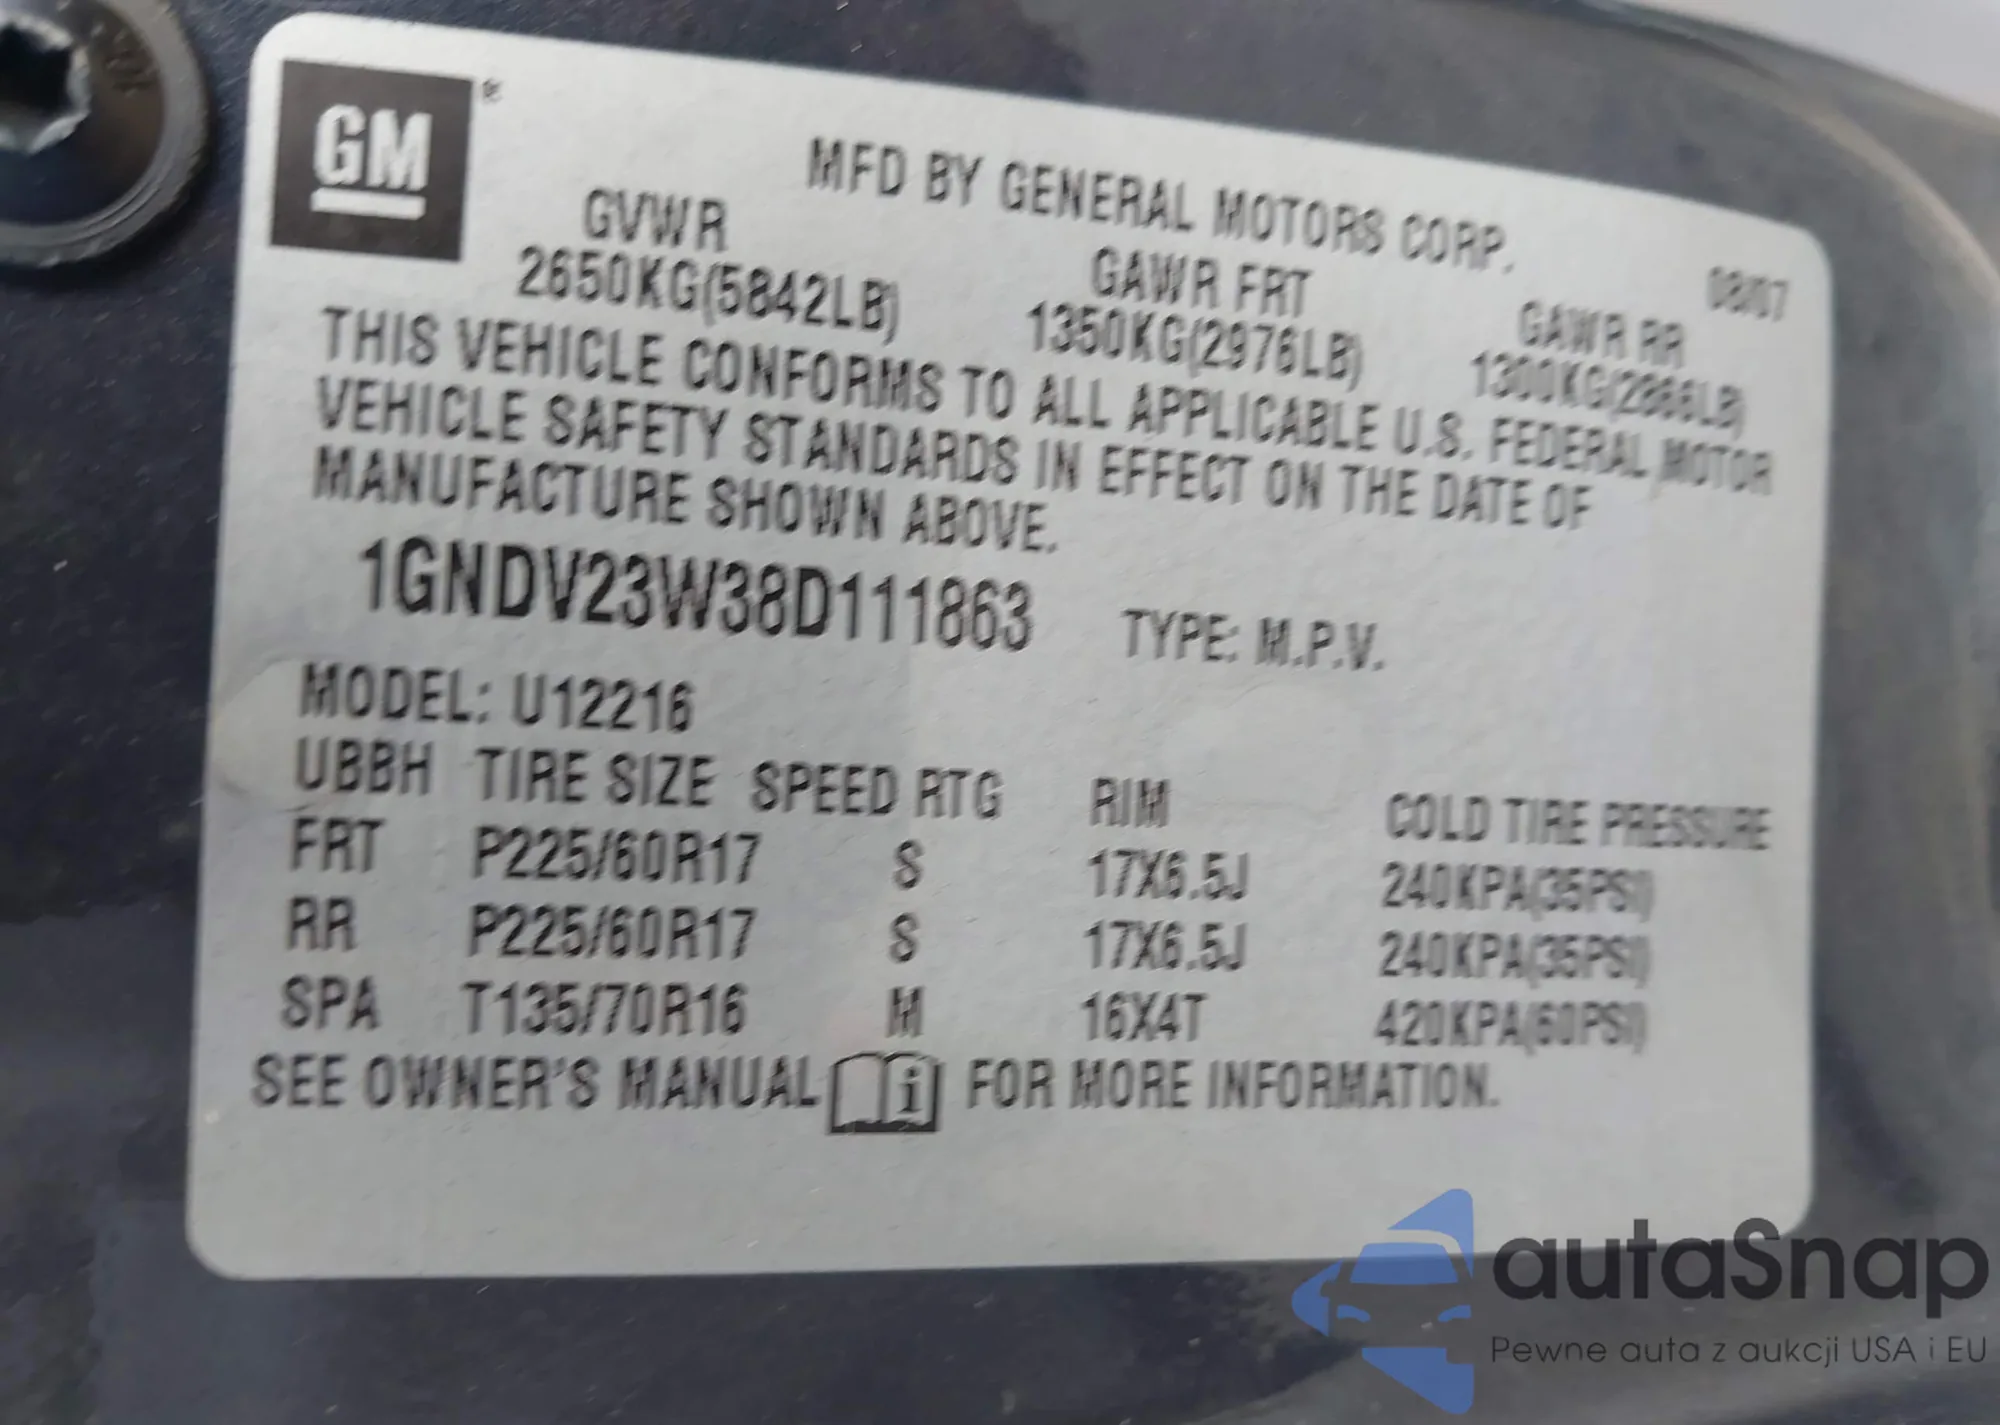 GM ®
MFD BY GENERAL MOTORS CORP.
08/07
GVWR GAWR FRT GAWR RR
2650KG(5842LB) 1350KG(2976LB) 1300KG(2866LB)
THIS VEHICLE CONFORMS TO ALL APPLICABLE U.S. FEDERAL MOTOR
VEHICLE SAFETY STANDARDS IN EFFECT ON THE DATE OF
MANUFACTURE SHOWN ABOVE.
1GNDV23W38D111863 TYPE: M.P.V.
MODEL: U12216
UBBH TIRE SIZE SPEED RTG RIM COLD TIRE PRESSURE
FRT P225/60R17 S 17X6.5J 240KPA(35PSI)
RR P225/60R17 S 17X6.5J 240KPA(35PSI)
SPA T135/70R16 M 16X4T 420KPA(60PSI)
SEE OWNER'S MANUAL i FOR MORE INFORMATION.
autaSnap
Pewne auta z aukcji USA i EU